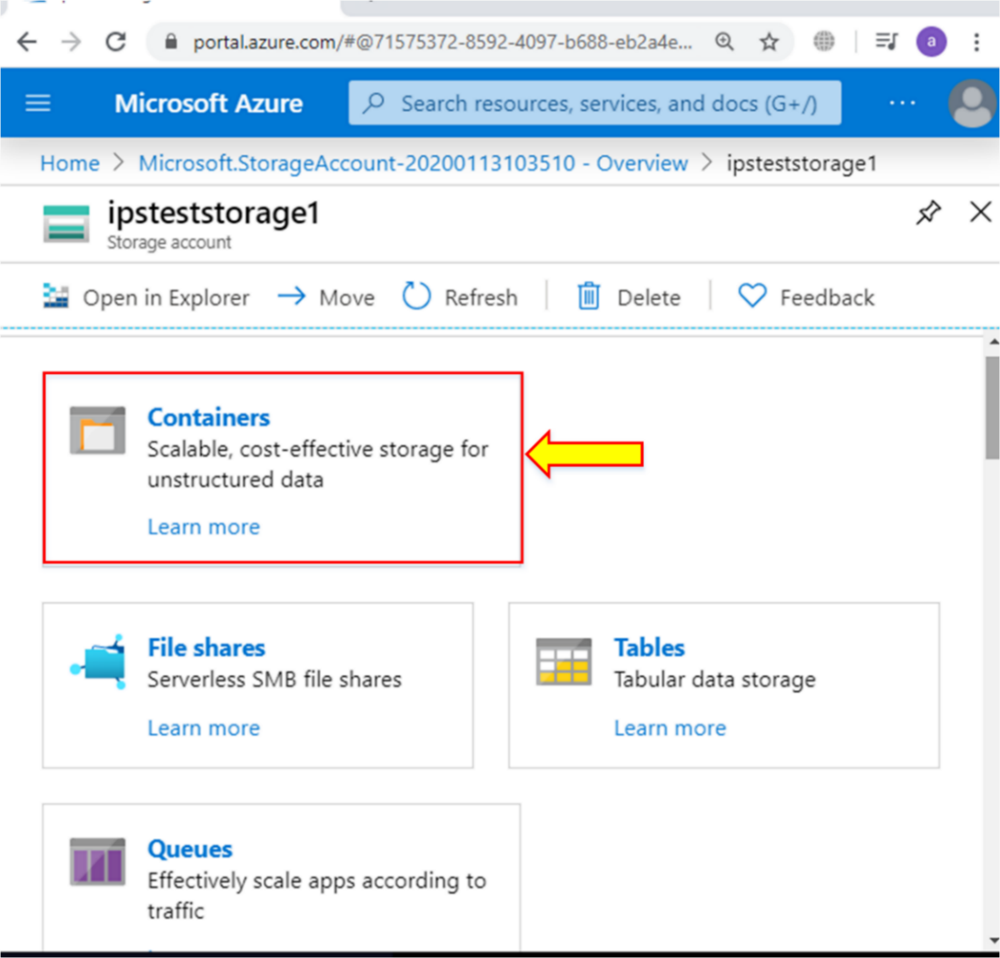 portal.azure.com/#@71575372-8592-4097-b688-eb2a4e...
a
Microsoft Azure
Search resources, services, and docs (G+/)
...
Home > Microsoft.StorageAccount-20200113103510 - Overview > ipsteststorage1
ipsteststorage1
Storage account
Open in Explorer
Move
Refresh
Delete
Feedback
Containers
Scalable, cost-effective storage for
unstructured data
Learn more
File shares
Serverless SMB file shares
Learn more
Tables
Tabular data storage
Learn more
Queues
Effectively scale apps according to
traffic